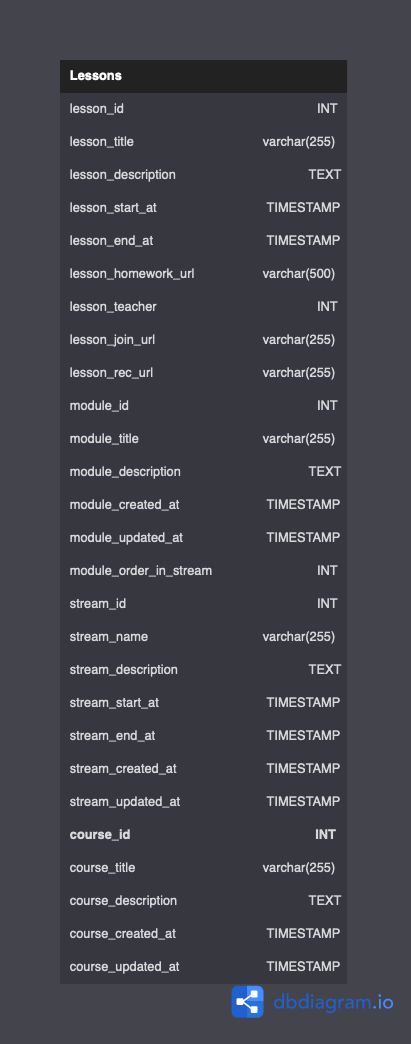 Lessons
lesson_id INT
lesson_title varchar(255)
lesson_description TEXT
lesson_start_at TIMESTAMP
lesson_end_at TIMESTAMP
lesson_homework_url varchar(500)
lesson_teacher INT
lesson_join_url varchar(255)
lesson_rec_url varchar(255)
module_id INT
module_title varchar(255)
module_description TEXT
module_created_at TIMESTAMP
module_updated_at TIMESTAMP
module_order_in_stream INT
stream_id INT
stream_name varchar(255)
stream_description TEXT
stream_start_at TIMESTAMP
stream_end_at TIMESTAMP
stream_created_at TIMESTAMP
stream_updated_at TIMESTAMP
course_id INT
course_title varchar(255)
course_description TEXT
course_created_at TIMESTAMP
course_updated_at TIMESTAMP
dbdiagram.io